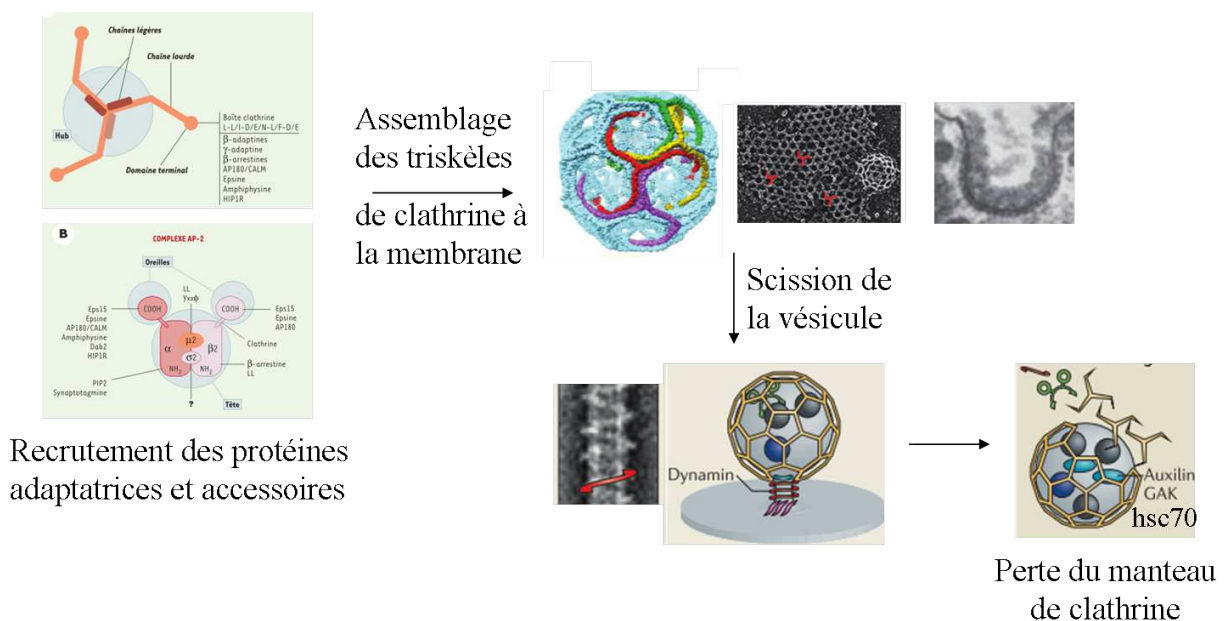 Chaînes légères
Chaîne lourde
Hub
Domaine terminal
Boîte clathrine
L-L/I-D/E/N-L/F-D/E
β-adaptines
γ-adaptine
β-arrestines
AP180/CALM
Epsine
Amphiphysine
HIP1R
B
COMPLEXE AP-2
Oreilles
LL
Yxxϕ
COOH
COOH
Eps15
Epsine
AP180/CALM
Amphiphysine
Dab2
HIP1R
Eps15
Epsine
AP180
Clathrine
α
μ2
σ2
β2
NH2
NH2
β-arrestine
LL
PIP2
Synaptotagmine
?
Tête
Recrutement des protéines
adaptatrices et accessoires
Assemblage
des triskèles
de clathrine à
la membrane
Scission de
la vésicule
Dynamin
Auxilin
GAK
hsc70
Perte du manteau
de clathrine